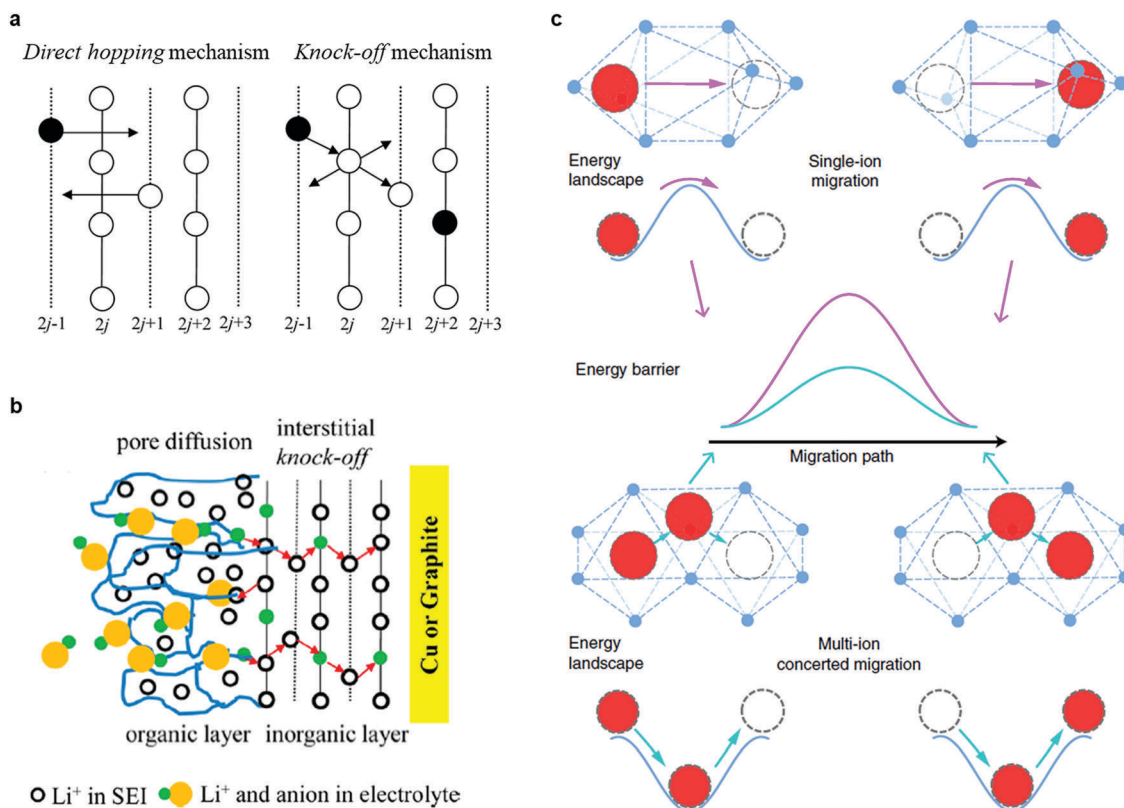 a
Direct hopping mechanism
Knock-off mechanism
2j-1 2j 2j+1 2j+2 2j+3
2j-1 2j 2j+1 2j+2 2j+3
b
pore diffusion
interstitial
knock-off
Cu or Graphite
organic layer
inorganic layer
Li⁺ in SEI
Li⁺ and anion in electrolyte
c
Energy
landscape
Single-ion
migration
Energy barrier
Migration path
Energy
landscape
Multi-ion
concerted migration